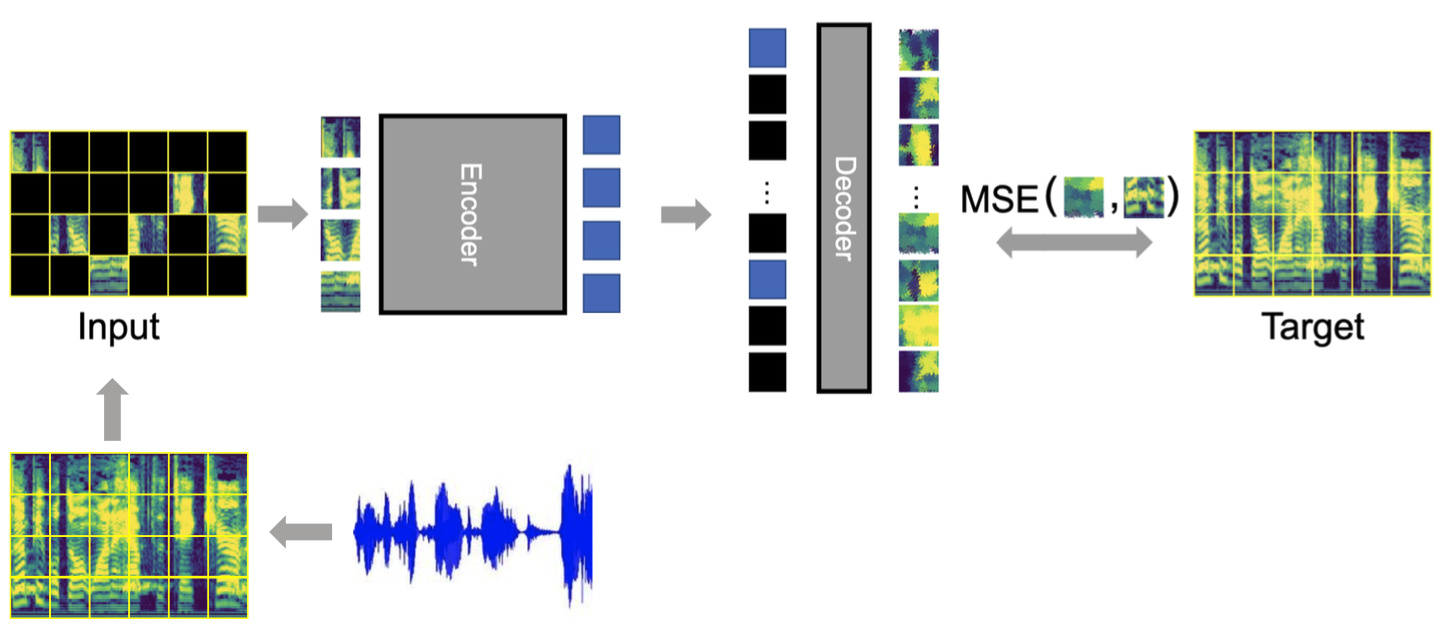 Input
Encoder
Decoder
MSE( , )
Target